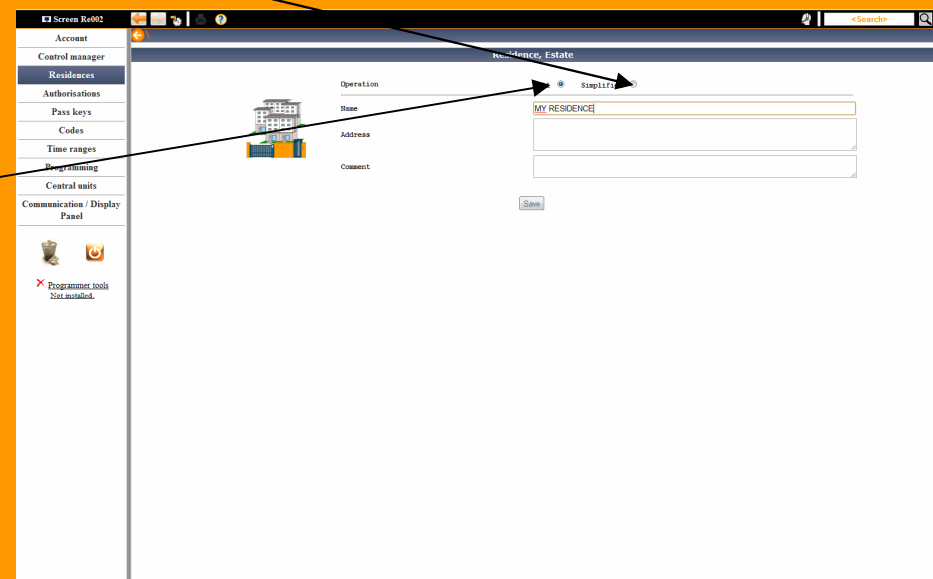 Screen Re002
?
<Search>
Account
Control manager
Residences
Authorisations
Pass keys
Codes
Time ranges
Programming
Central units
Communication / Display
Panel
Programmer tools
Not installed.
Residence, Estate
Operation
Name
MY RESIDENCE
Address
Comment
Save